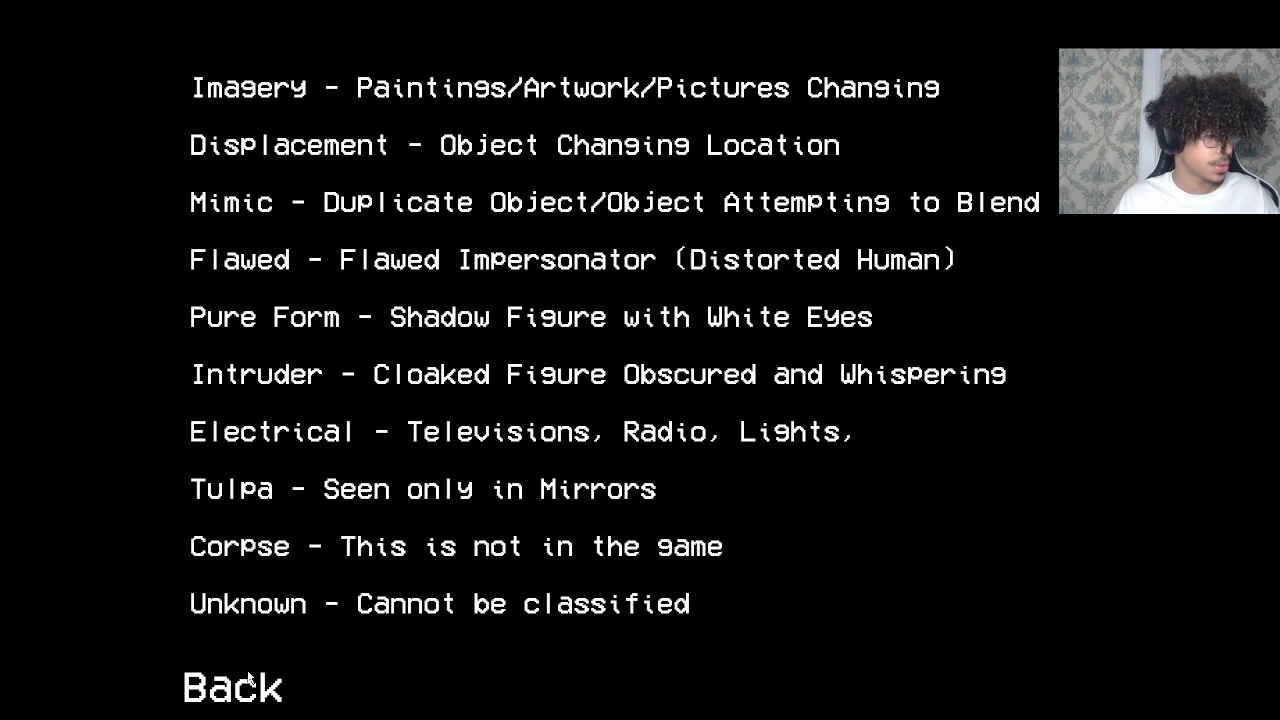 Imagery - Paintings/Artwork/Pictures Changing
Displacement - Object Changing Location
Mimic - Duplicate Object/Object Attempting to Blend
Flawed - Flawed Impersonator (Distorted Human)
Pure Form - Shadow Figure with White Eyes
Intruder - Cloaked Figure Obscured and Whispering
Electrical - Televisions, Radio, Lights,
Tulpa - Seen only in Mirrors
Corpse - This is not in the game
Unknown - Cannot be classified
Back